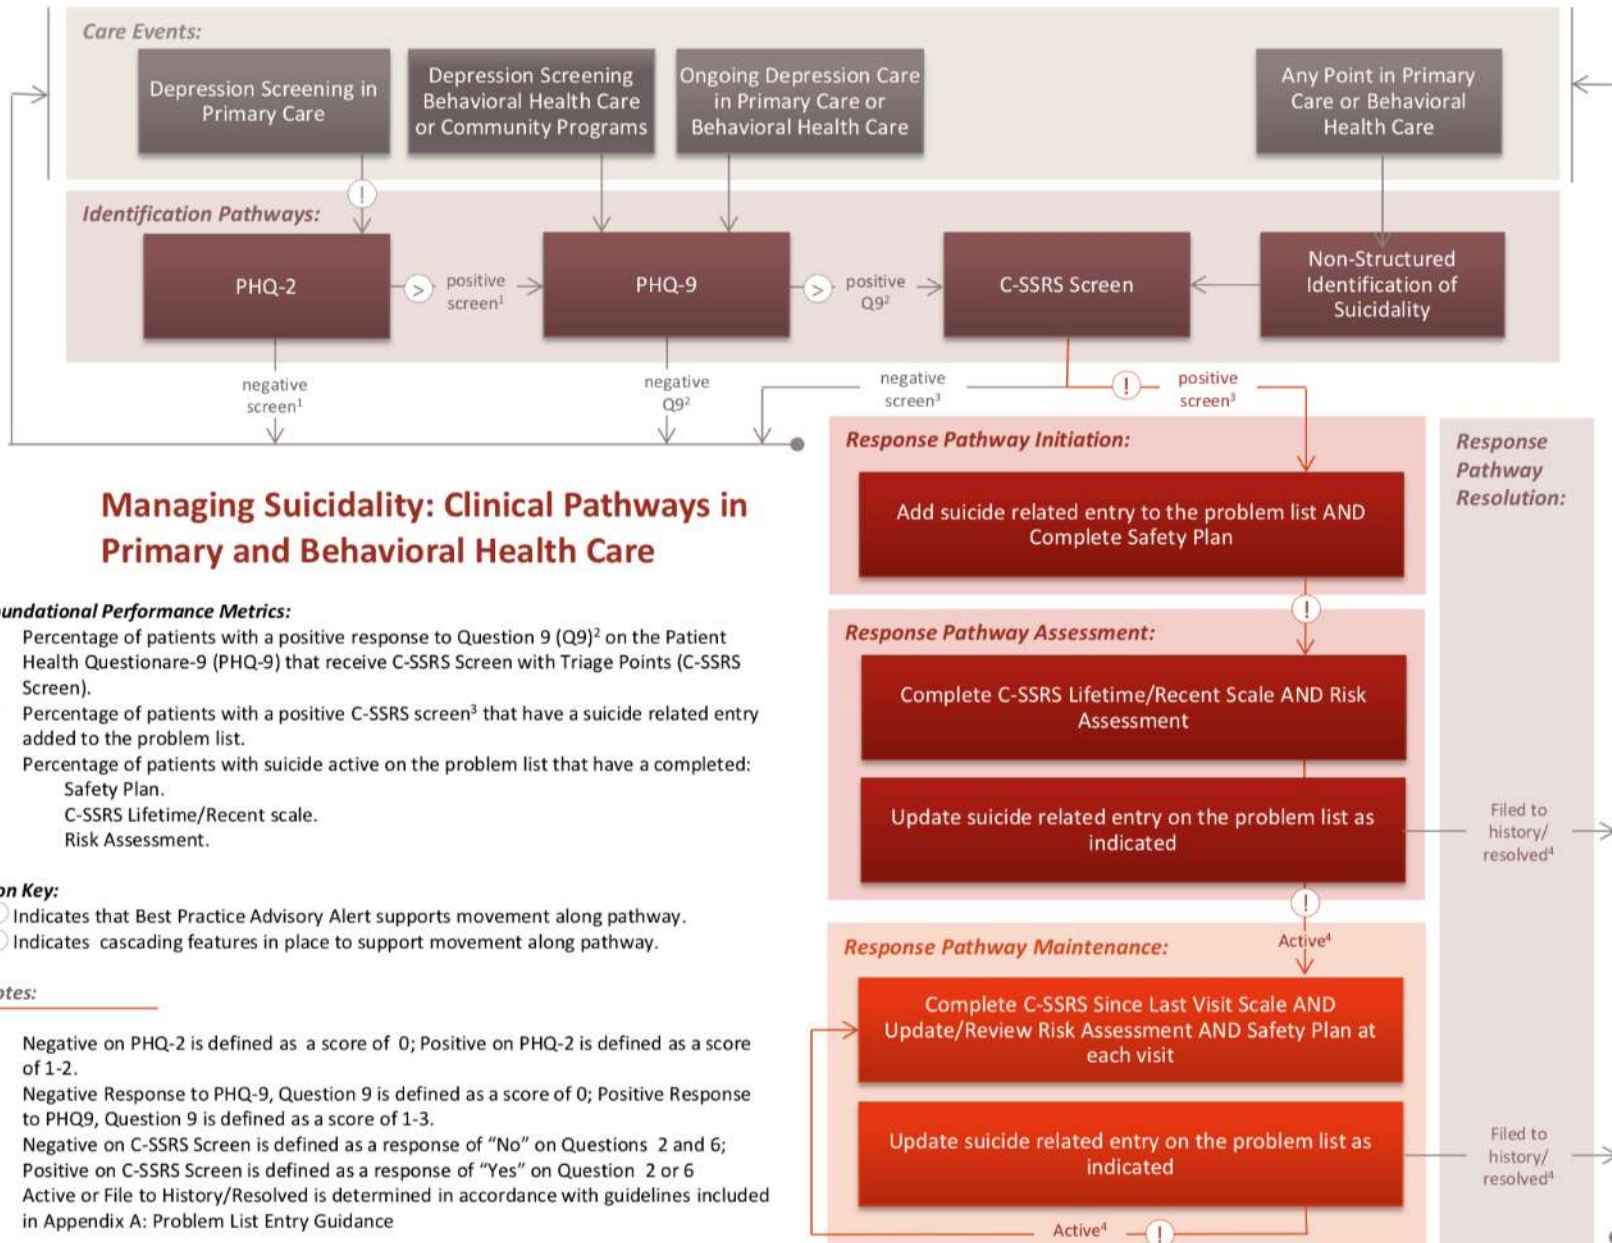 Care Events:
Depression Screening in
Primary Care
Depression Screening
Behavioral Health Care
or Community Programs
Ongoing Depression Care
in Primary Care or
Behavioral Health Care
Any Point in Primary
Care or Behavioral
Health Care
!
Identification Pathways:
PHQ-2
>
positive
screen¹
PHQ-9
>
positive
Q9²
C-SSRS Screen
Non-Structured
Identification of
Suicidality
negative
screen¹
negative
Q9²
negative
screen³
!
positive
screen³
Managing Suicidality: Clinical Pathways in
Primary and Behavioral Health Care
undational Performance Metrics:
Percentage of patients with a positive response to Question 9 (Q9)² on the Patient
Health Questionare-9 (PHQ-9) that receive C-SSRS Screen with Triage Points (C-SSRS
Screen).
Percentage of patients with a positive C-SSRS screen³ that have a suicide related entry
added to the problem list.
Percentage of patients with suicide active on the problem list that have a completed:
Safety Plan.
C-SSRS Lifetime/Recent scale.
Risk Assessment.
on Key:
Indicates that Best Practice Advisory Alert supports movement along pathway.
Indicates cascading features in place to support movement along pathway.
otes:
Negative on PHQ-2 is defined as a score of 0; Positive on PHQ-2 is defined as a score
of 1-2.
Negative Response to PHQ-9, Question 9 is defined as a score of 0; Positive Response
to PHQ9, Question 9 is defined as a score of 1-3.
Negative on C-SSRS Screen is defined as a response of “No” on Questions 2 and 6;
Positive on C-SSRS Screen is defined as a response of “Yes” on Question 2 or 6
Active or File to History/Resolved is determined in accordance with guidelines included
in Appendix A: Problem List Entry Guidance
Response Pathway Initiation:
Add suicide related entry to the problem list AND
Complete Safety Plan
!
Response Pathway Assessment:
Complete C-SSRS Lifetime/Recent Scale AND Risk
Assessment
Update suicide related entry on the problem list as
indicated
!
Active⁴
Response Pathway Maintenance:
Complete C-SSRS Since Last Visit Scale AND
Update/Review Risk Assessment AND Safety Plan at
each visit
Update suicide related entry on the problem list as
indicated
Active⁴
!
Response
Pathway
Resolution:
Filed to
history/
resolved⁴
Filed to
history/
resolved⁴